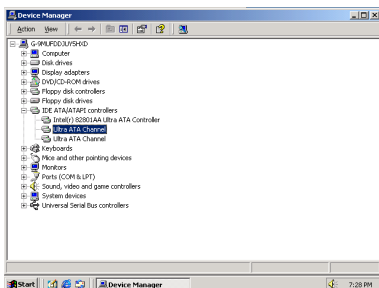 Device Manager
Action View
G-9MUFDDJUY5HXD
Computer
Disk drives
Display adapters
DVD/CD-ROM drives
Floppy disk controllers
Floppy disk drives
IDE ATA/ATAPI controllers
Intel(r) 82801AA Ultra ATA Controller
Ultra ATA Channel
Ultra ATA Channel
Keyboards
Mice and other pointing devices
Monitors
Ports (COM & LPT)
Sound, video and game controllers
System devices
Universal Serial Bus controllers
Start
Device Manager
7:28 PM